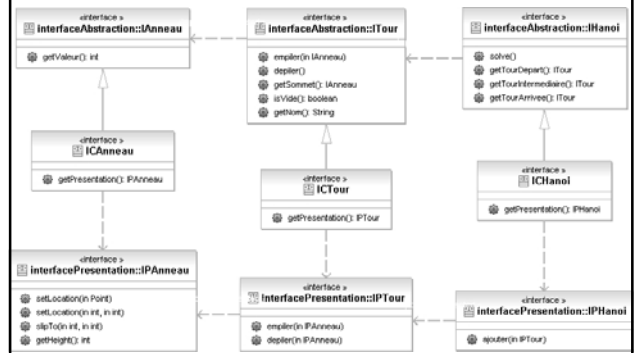 «interface »
interfaceAbstraction::IAnneau
getValeur(): int
«interface »
interfaceAbstraction::ITour
empiler(in IAnneau)
depiler()
getSommet(): IAnneau
isVide(): boolean
getNom(): String
«interface »
interfaceAbstraction::IHanoi
solve()
getTourDepart(): ITour
getTourIntermediaire(): ITour
getTourArrivee(): ITour
«interface »
ICAnneau
getPresentation(): IPAnneau
«interface »
ICTour
getPresentation(): IPTour
«interface »
ICHanoi
getPresentation(): IPHanoi
«interface »
interfacePresentation::IPAnneau
setLocation(in Point)
setLocation(in int, in int)
slipTo(in int, in int)
getHeight(): int
«interface »
interfacePresentation::IPTour
empiler(in IPAnneau)
depiler(in IPAnneau)
«interface »
interfacePresentation::IPHanoi
ajouter(in IPTour)